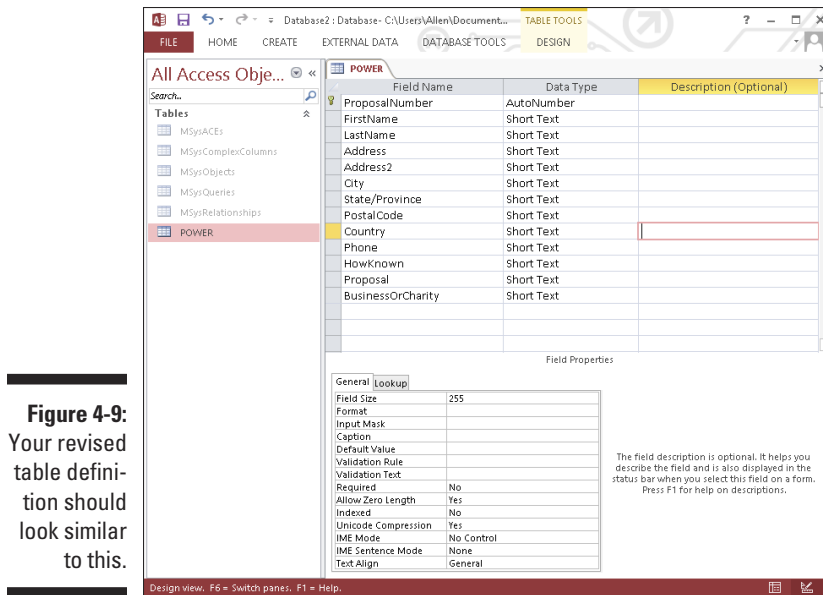 Database2 : Database- C:\Users\Allen\Document...
TABLE TOOLS
?
FILE
HOME
CREATE
EXTERNAL DATA
DATABASE TOOLS
DESIGN
All Access Obje...
Search...
Tables
MSysACEs
MSysComplexColumns
MSysObjects
MSysQueries
MSysRelationships
POWER
POWER
Field Name Data Type Description (Optional)
ProposalNumber AutoNumber
FirstName Short Text
LastName Short Text
Address Short Text
Address2 Short Text
City Short Text
State/Province Short Text
PostalCode Short Text
Country Short Text
Phone Short Text
HowKnown Short Text
Proposal Short Text
BusinessOrCharity Short Text
Field Properties
General Lookup
Field Size 255
Format
Input Mask
Caption
Default Value
Validation Rule
Validation Text
Required No
Allow Zero Length Yes
Indexed No
Unicode Compression Yes
IME Mode No Control
IME Sentence Mode None
Text Align General
The field description is optional. It helps you
describe the field and is also displayed in the
status bar when you select this field on a form.
Press F1 for help on descriptions.
Design view. F6 = Switch panes. F1 = Help.
Figure 4-9:
Your revised
table defini-
tion should
look similar
to this.